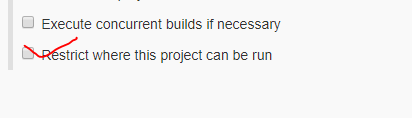 Execute concurrent builds if necessary
Restrict where this project can be run